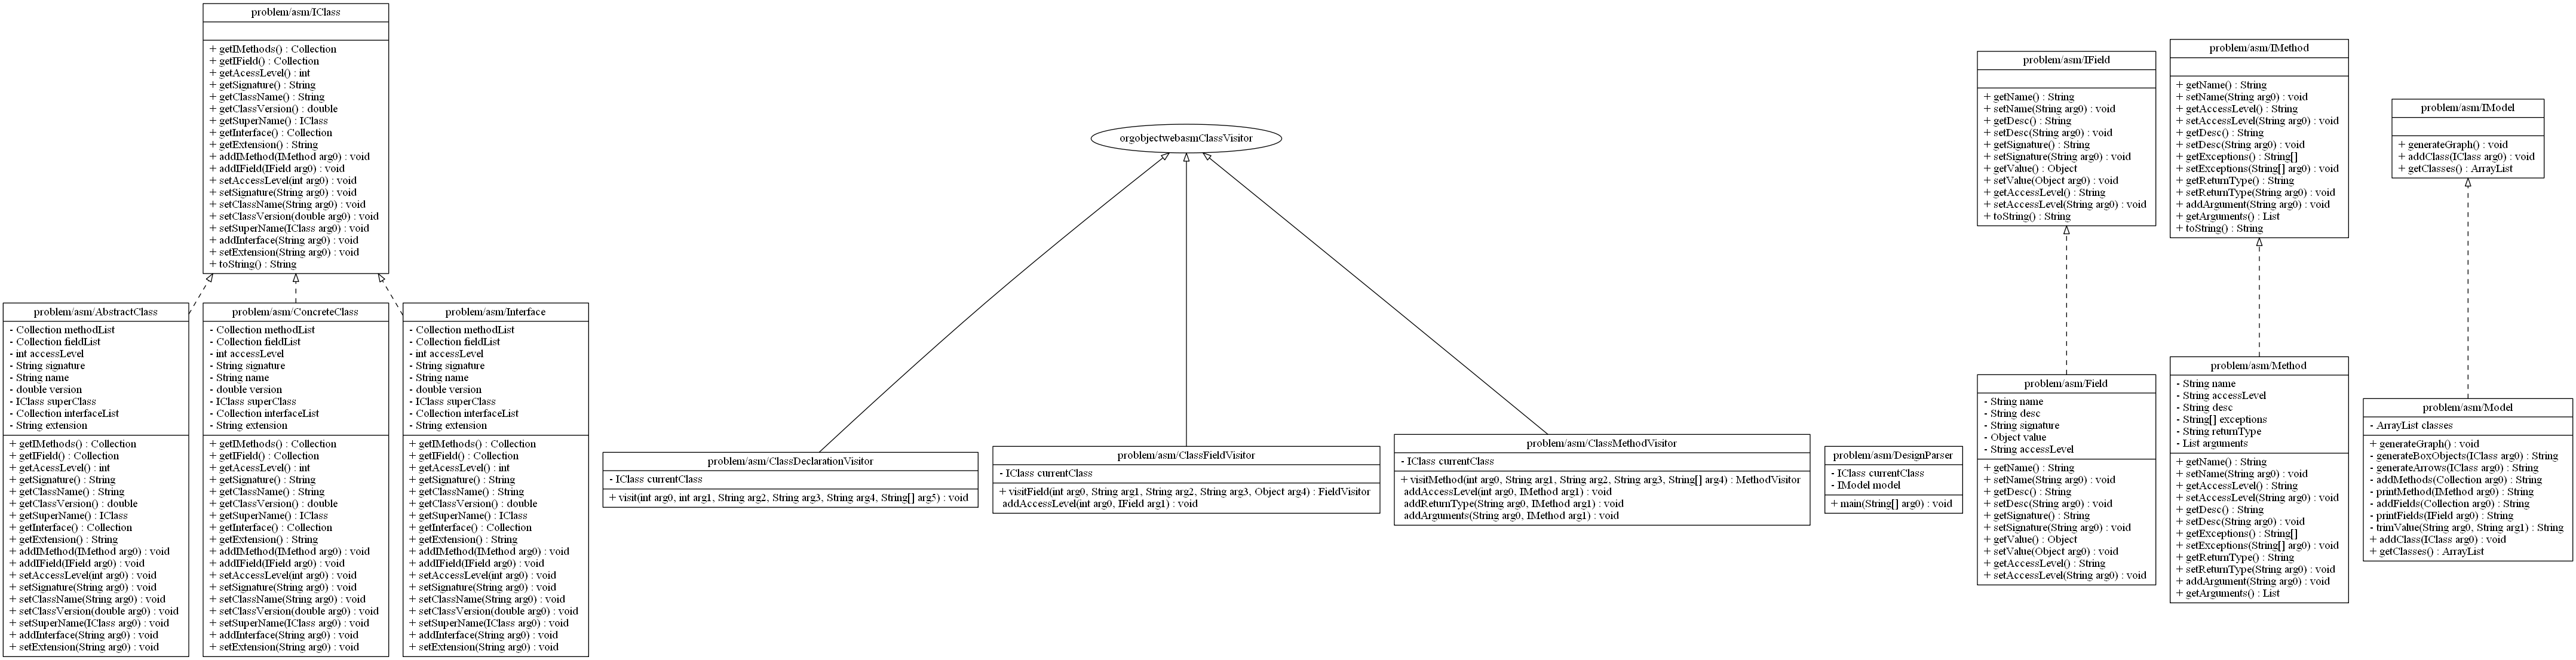 problem/asm/IClass
+ getIMethods() : Collection
+ getIField() : Collection
+ getAcessLevel() : int
+ getSignature() : String
+ getClassName() : String
+ getClassVersion() : double
+ getSuperName() : IClass
+ getInterface() : Collection
+ getExtension() : String
+ addIMethod(IMethod arg0) : void
+ addIField(IField arg0) : void
+ setAccessLevel(int arg0) : void
+ setSignature(String arg0) : void
+ setClassName(String arg0) : void
+ setClassVersion(double arg0) : void
+ setSuperName(IClass arg0) : void
+ addInterface(String arg0) : void
+ setExtension(String arg0) : void
+ toString() : String
problem/asm/AbstractClass
- Collection methodList
- Collection fieldList
- int accessLevel
- String signature
- String name
- double version
- IClass superClass
- Collection interfaceList
- String extension
+ getIMethods() : Collection
+ getIField() : Collection
+ getAcessLevel() : int
+ getSignature() : String
+ getClassName() : String
+ getClassVersion() : double
+ getSuperName() : IClass
+ getInterface() : Collection
+ getExtension() : String
+ addIMethod(IMethod arg0) : void
+ addIField(IField arg0) : void
+ setAccessLevel(int arg0) : void
+ setSignature(String arg0) : void
+ setClassName(String arg0) : void
+ setClassVersion(double arg0) : void
+ setSuperName(IClass arg0) : void
+ addInterface(String arg0) : void
+ setExtension(String arg0) : void
problem/asm/ConcreteClass
- Collection methodList
- Collection fieldList
- int accessLevel
- String signature
- String name
- double version
- IClass superClass
- Collection interfaceList
- String extension
+ getIMethods() : Collection
+ getIField() : Collection
+ getAcessLevel() : int
+ getSignature() : String
+ getClassName() : String
+ getClassVersion() : double
+ getSuperName() : IClass
+ getInterface() : Collection
+ getExtension() : String
+ addIMethod(IMethod arg0) : void
+ addIField(IField arg0) : void
+ setAccessLevel(int arg0) : void
+ setSignature(String arg0) : void
+ setClassName(String arg0) : void
+ setClassVersion(double arg0) : void
+ setSuperName(IClass arg0) : void
+ addInterface(String arg0) : void
+ setExtension(String arg0) : void
problem/asm/Interface
- Collection methodList
- Collection fieldList
- int accessLevel
- String signature
- String name
- double version
- IClass superClass
- Collection interfaceList
- String extension
+ getIMethods() : Collection
+ getIField() : Collection
+ getAcessLevel() : int
+ getSignature() : String
+ getClassName() : String
+ getClassVersion() : double
+ getSuperName() : IClass
+ getInterface() : Collection
+ getExtension() : String
+ addIMethod(IMethod arg0) : void
+ addIField(IField arg0) : void
+ setAccessLevel(int arg0) : void
+ setSignature(String arg0) : void
+ setClassName(String arg0) : void
+ setClassVersion(double arg0) : void
+ setSuperName(IClass arg0) : void
+ addInterface(String arg0) : void
+ setExtension(String arg0) : void
orgobjectwebasmClassVisitor
problem/asm/ClassDeclarationVisitor
- IClass currentClass
+ visit(int arg0, int arg1, String arg2, String arg3, String arg4, String[] arg5) : void
problem/asm/ClassFieldVisitor
- IClass currentClass
+ visitField(int arg0, String arg1, String arg2, String arg3, Object arg4) : FieldVisitor
addAccessLevel(int arg0, IField arg1) : void
problem/asm/ClassMethodVisitor
- IClass currentClass
+ visitMethod(int arg0, String arg1, String arg2, String arg3, String[] arg4) : MethodVisitor
addAccessLevel(int arg0, IMethod arg1) : void
addReturnType(String arg0, IMethod arg1) : void
addArguments(String arg0, IMethod arg1) : void
problem/asm/DesignParser
- IClass currentClass
- IModel model
+ main(String[] arg0) : void
problem/asm/IField
+ getName() : String
+ setName(String arg0) : void
+ getDesc() : String
+ setDesc(String arg0) : void
+ getSignature() : String
+ setSignature(String arg0) : void
+ getValue() : Object
+ setValue(Object arg0) : void
+ getAccessLevel() : String
+ setAccessLevel(String arg0) : void
+ toString() : String
problem/asm/Field
- String name
- String desc
- String signature
- Object value
- String accessLevel
+ getName() : String
+ setName(String arg0) : void
+ getDesc() : String
+ setDesc(String arg0) : void
+ getSignature() : String
+ setSignature(String arg0) : void
+ getValue() : Object
+ setValue(Object arg0) : void
+ getAccessLevel() : String
+ setAccessLevel(String arg0) : void
problem/asm/IMethod
+ getName() : String
+ setName(String arg0) : void
+ getAccessLevel() : String
+ setAccessLevel(String arg0) : void
+ getDesc() : String
+ setDesc(String arg0) : void
+ getExceptions() : String[]
+ setExceptions(String[] arg0) : void
+ getReturnType() : String
+ setReturnType(String arg0) : void
+ addArgument(String arg0) : void
+ getArguments() : List
+ toString() : String
problem/asm/Method
- String name
- String accessLevel
- String desc
- String[] exceptions
- String returnType
- List arguments
+ getName() : String
+ setName(String arg0) : void
+ getAccessLevel() : String
+ setAccessLevel(String arg0) : void
+ getDesc() : String
+ setDesc(String arg0) : void
+ getExceptions() : String[]
+ setExceptions(String[] arg0) : void
+ getReturnType() : String
+ setReturnType(String arg0) : void
+ addArgument(String arg0) : void
+ getArguments() : List
problem/asm/IModel
+ generateGraph() : void
+ addClass(IClass arg0) : void
+ getClasses() : ArrayList
problem/asm/Model
- ArrayList classes
+ generateGraph() : void
- generateBoxObjects(IClass arg0) : String
- generateArrows(IClass arg0) : String
- addMethods(Collection arg0) : String
- printMethod(IMethod arg0) : String
- addFields(Collection arg0) : String
- printFields(IField arg0) : String
- trimValue(String arg0, String arg1) : String
+ addClass(IClass arg0) : void
+ getClasses() : ArrayList